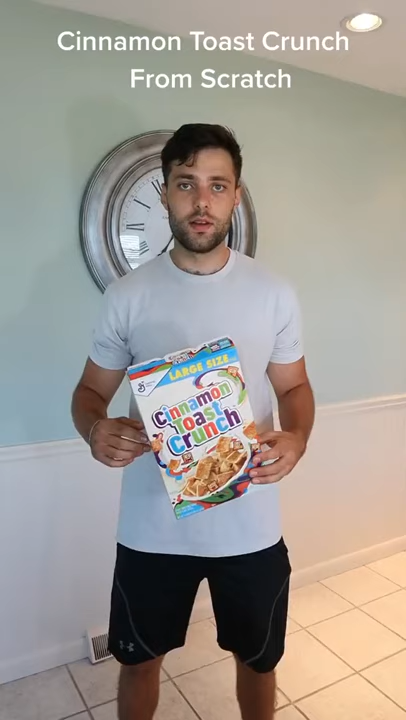 Cinnamon Toast Crunch
From Scratch
LARGE SIZE
Cinnamon
Toast
Crunch